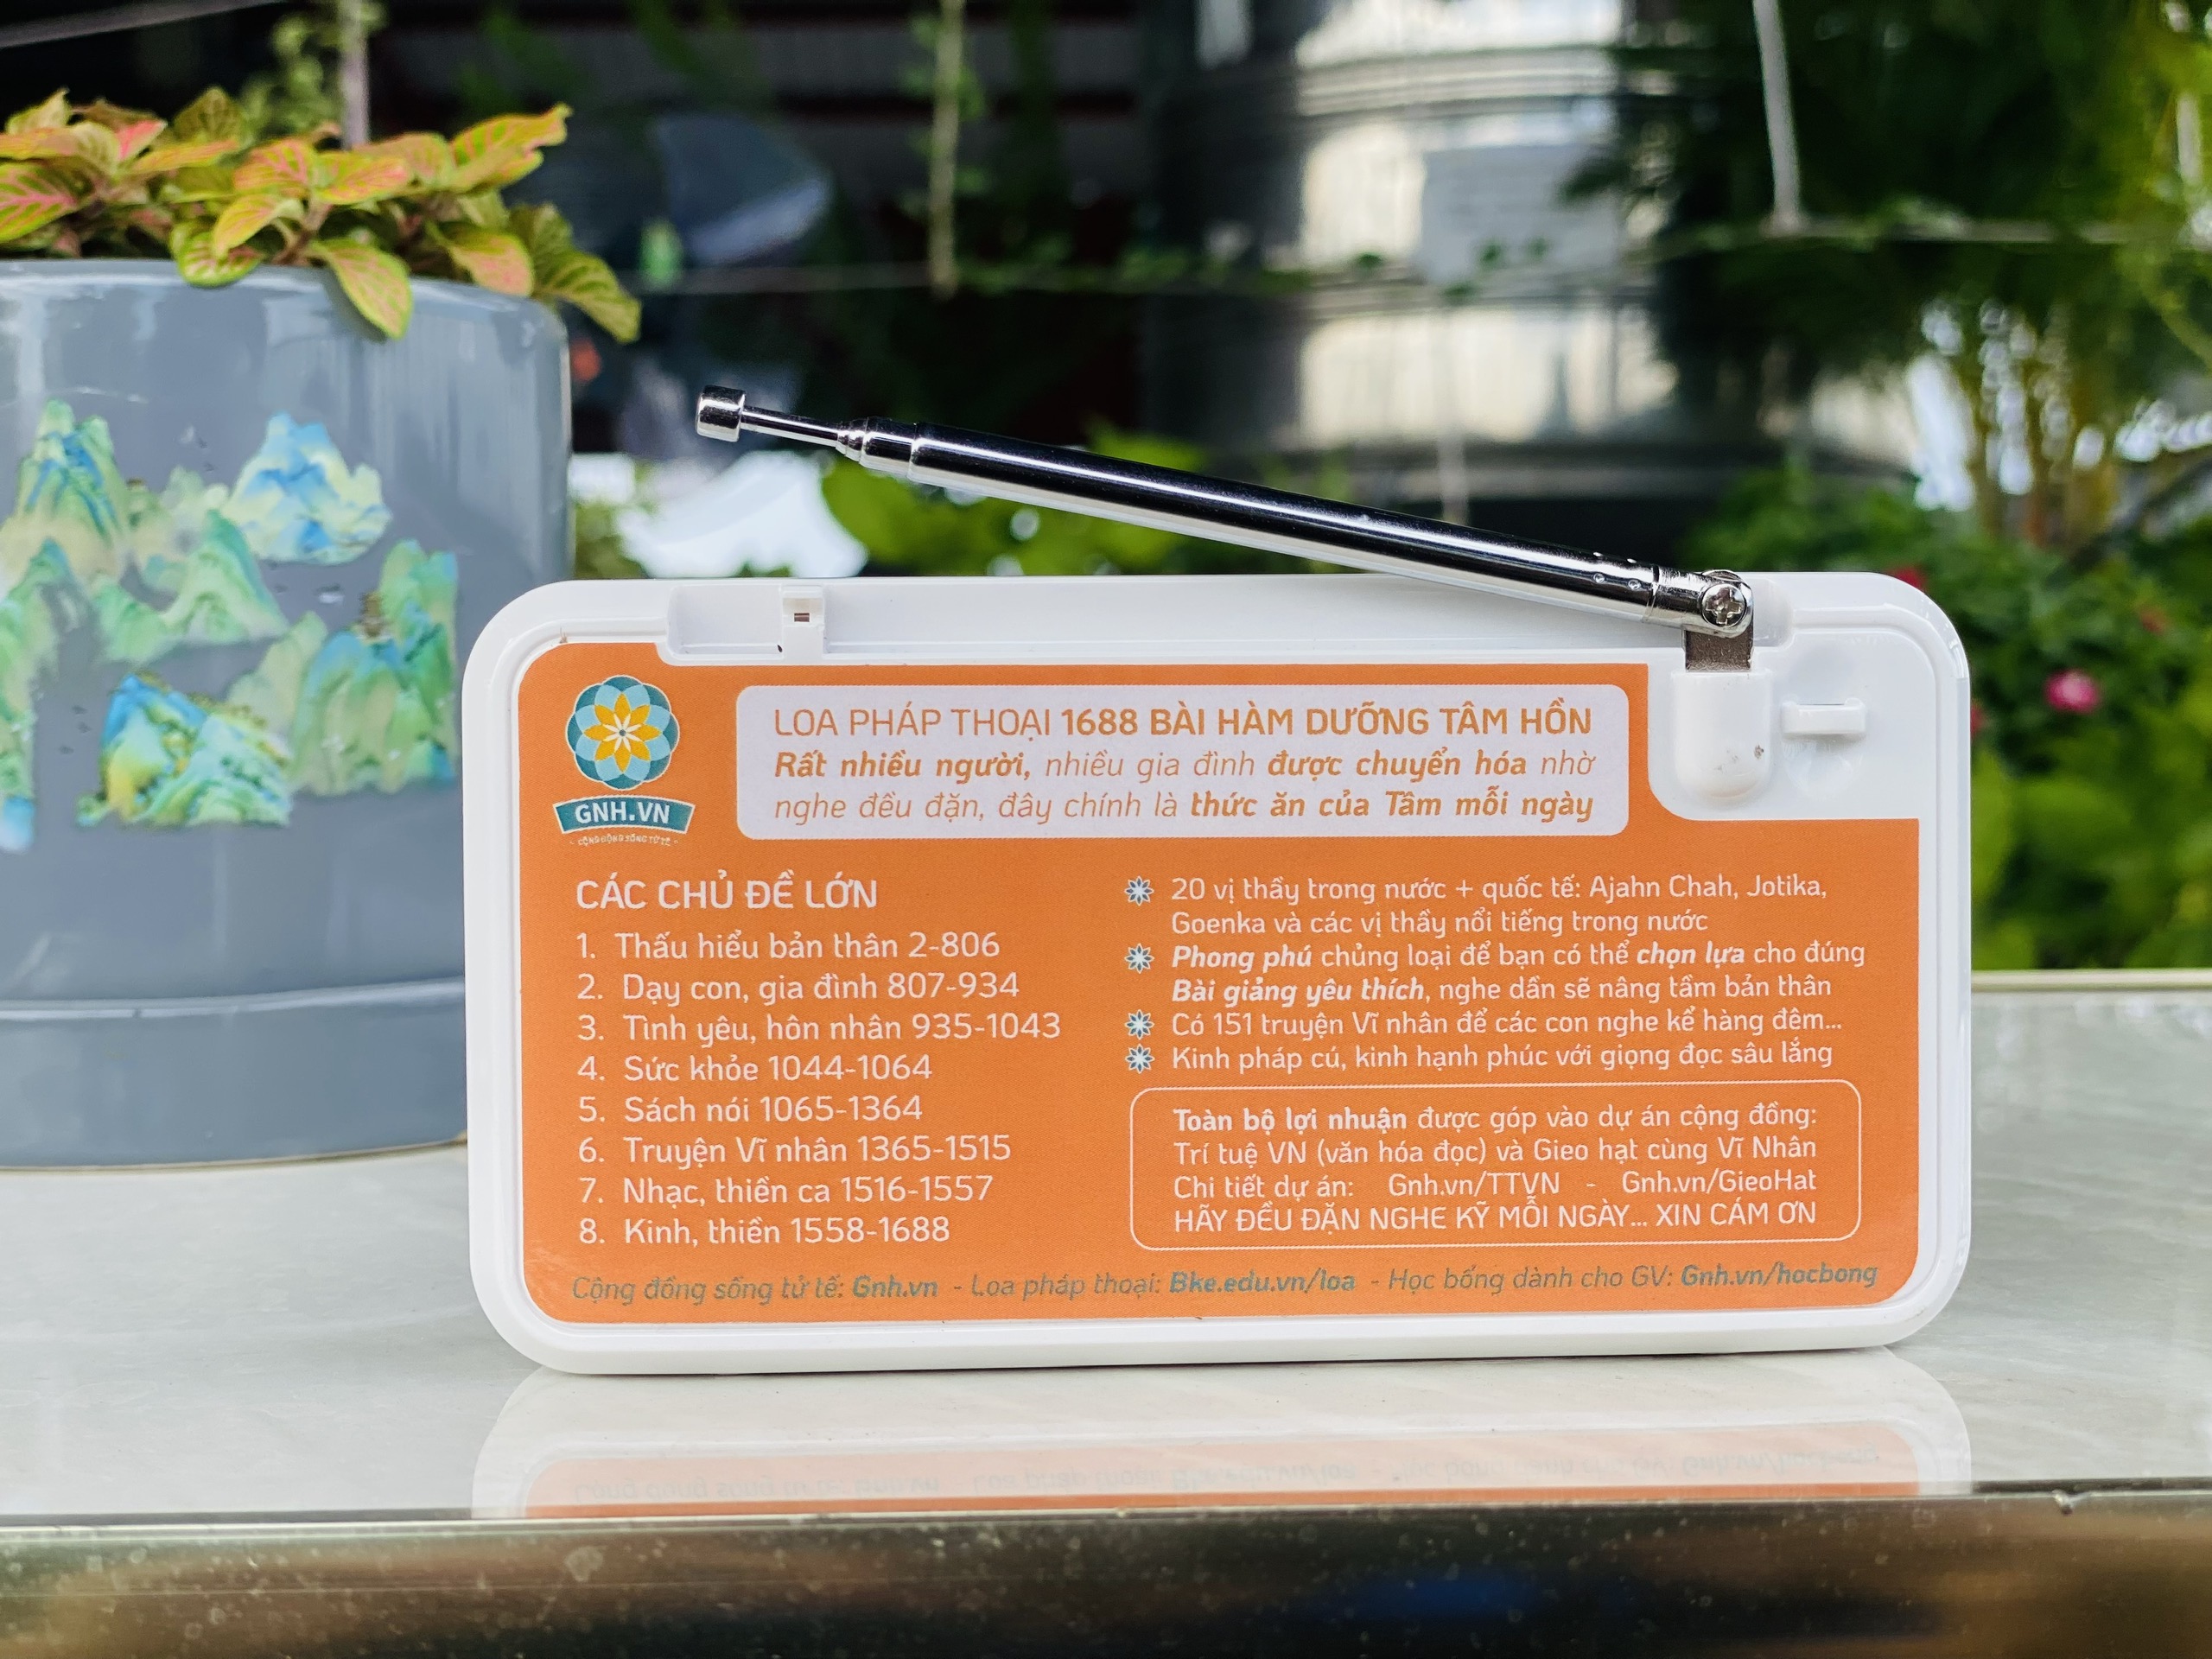 LOA PHÁP THOẠI 1688 BÀI HÀM DƯỠNG TÂM HỒN
Rất nhiều người, nhiều gia đình được chuyển hóa nhờ
nghe đều đặn, đây chính là thức ăn của Tâm mỗi ngày
GNH.VN
CỘNG ĐỒNG SỐNG TỬ TẾ
CÁC CHỦ ĐỀ LỚN
1. Thấu hiểu bản thân 2-806
2. Dạy con, gia đình 807-934
3. Tình yêu, hôn nhân 935-1043
4. Sức khỏe 1044-1064
5. Sách nói 1065-1364
6. Truyện Vĩ nhân 1365-1515
7. Nhạc, thiền ca 1516-1557
8. Kinh, thiền 1558-1688
20 vị thầy trong nước + quốc tế: Ajahn Chah, Jotika,
Goenka và các vị thầy nổi tiếng trong nước
Phong phú chủng loại để bạn có thể chọn lựa cho đúng
Bài giảng yêu thích, nghe dần sẽ nâng tầm bản thân
Có 151 truyện Vĩ nhân để các con nghe kể hàng đêm...
Kinh pháp cú, kinh hạnh phúc với giọng đọc sâu lắng
Toàn bộ lợi nhuận được góp vào dự án cộng đồng:
Trí tuệ VN (văn hóa đọc) và Gieo hạt cùng Vĩ Nhân
Chi tiết dự án: Gnh.vn/TTVN - Gnh.vn/GieoHat
HÃY ĐỀU ĐẶN NGHE KỸ MỖI NGÀY... XIN CÁM ƠN
Cộng đồng sống tử tế: Gnh.vn - Loa pháp thoại: Bke.edu.vn/loa - Học bổng dành cho GV: Gnh.vn/hocbong